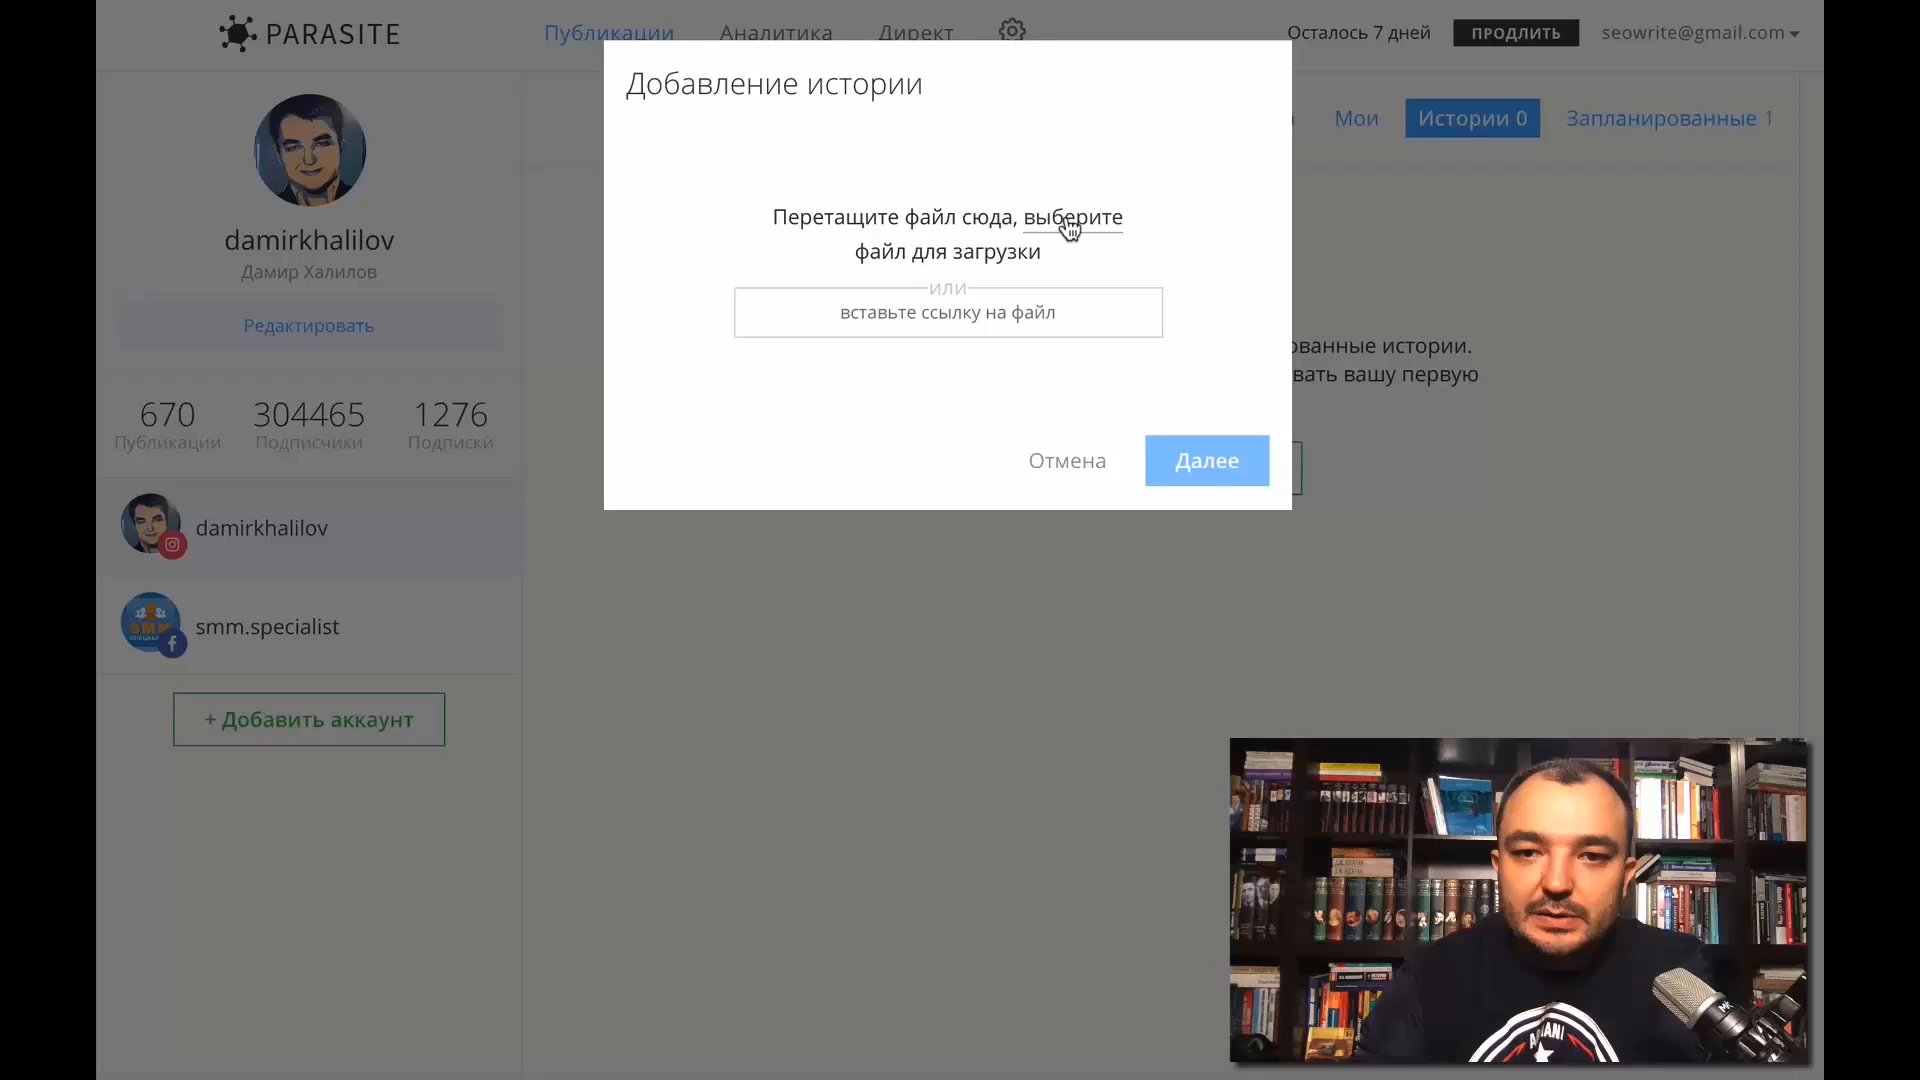 PARASITE
Публикации
Аналитика
Директ
Осталось 7 дней
ПРОДЛИТЬ
seowrite@gmail.com
Добавление истории
Мои
Истории 0
Запланированные 1
Перетащите файл сюда, выберите
файл для загрузки
или
вставьте ссылку на файл
Отмена
Далее
ованные истории.
вать вашу первую
damirkhalilov
Дамир Халилов
Редактировать
670
304465
1276
Публикации
Подписчики
Подписки
damirkhalilov
smm.specialist
SMM
+ Добавить аккаунт